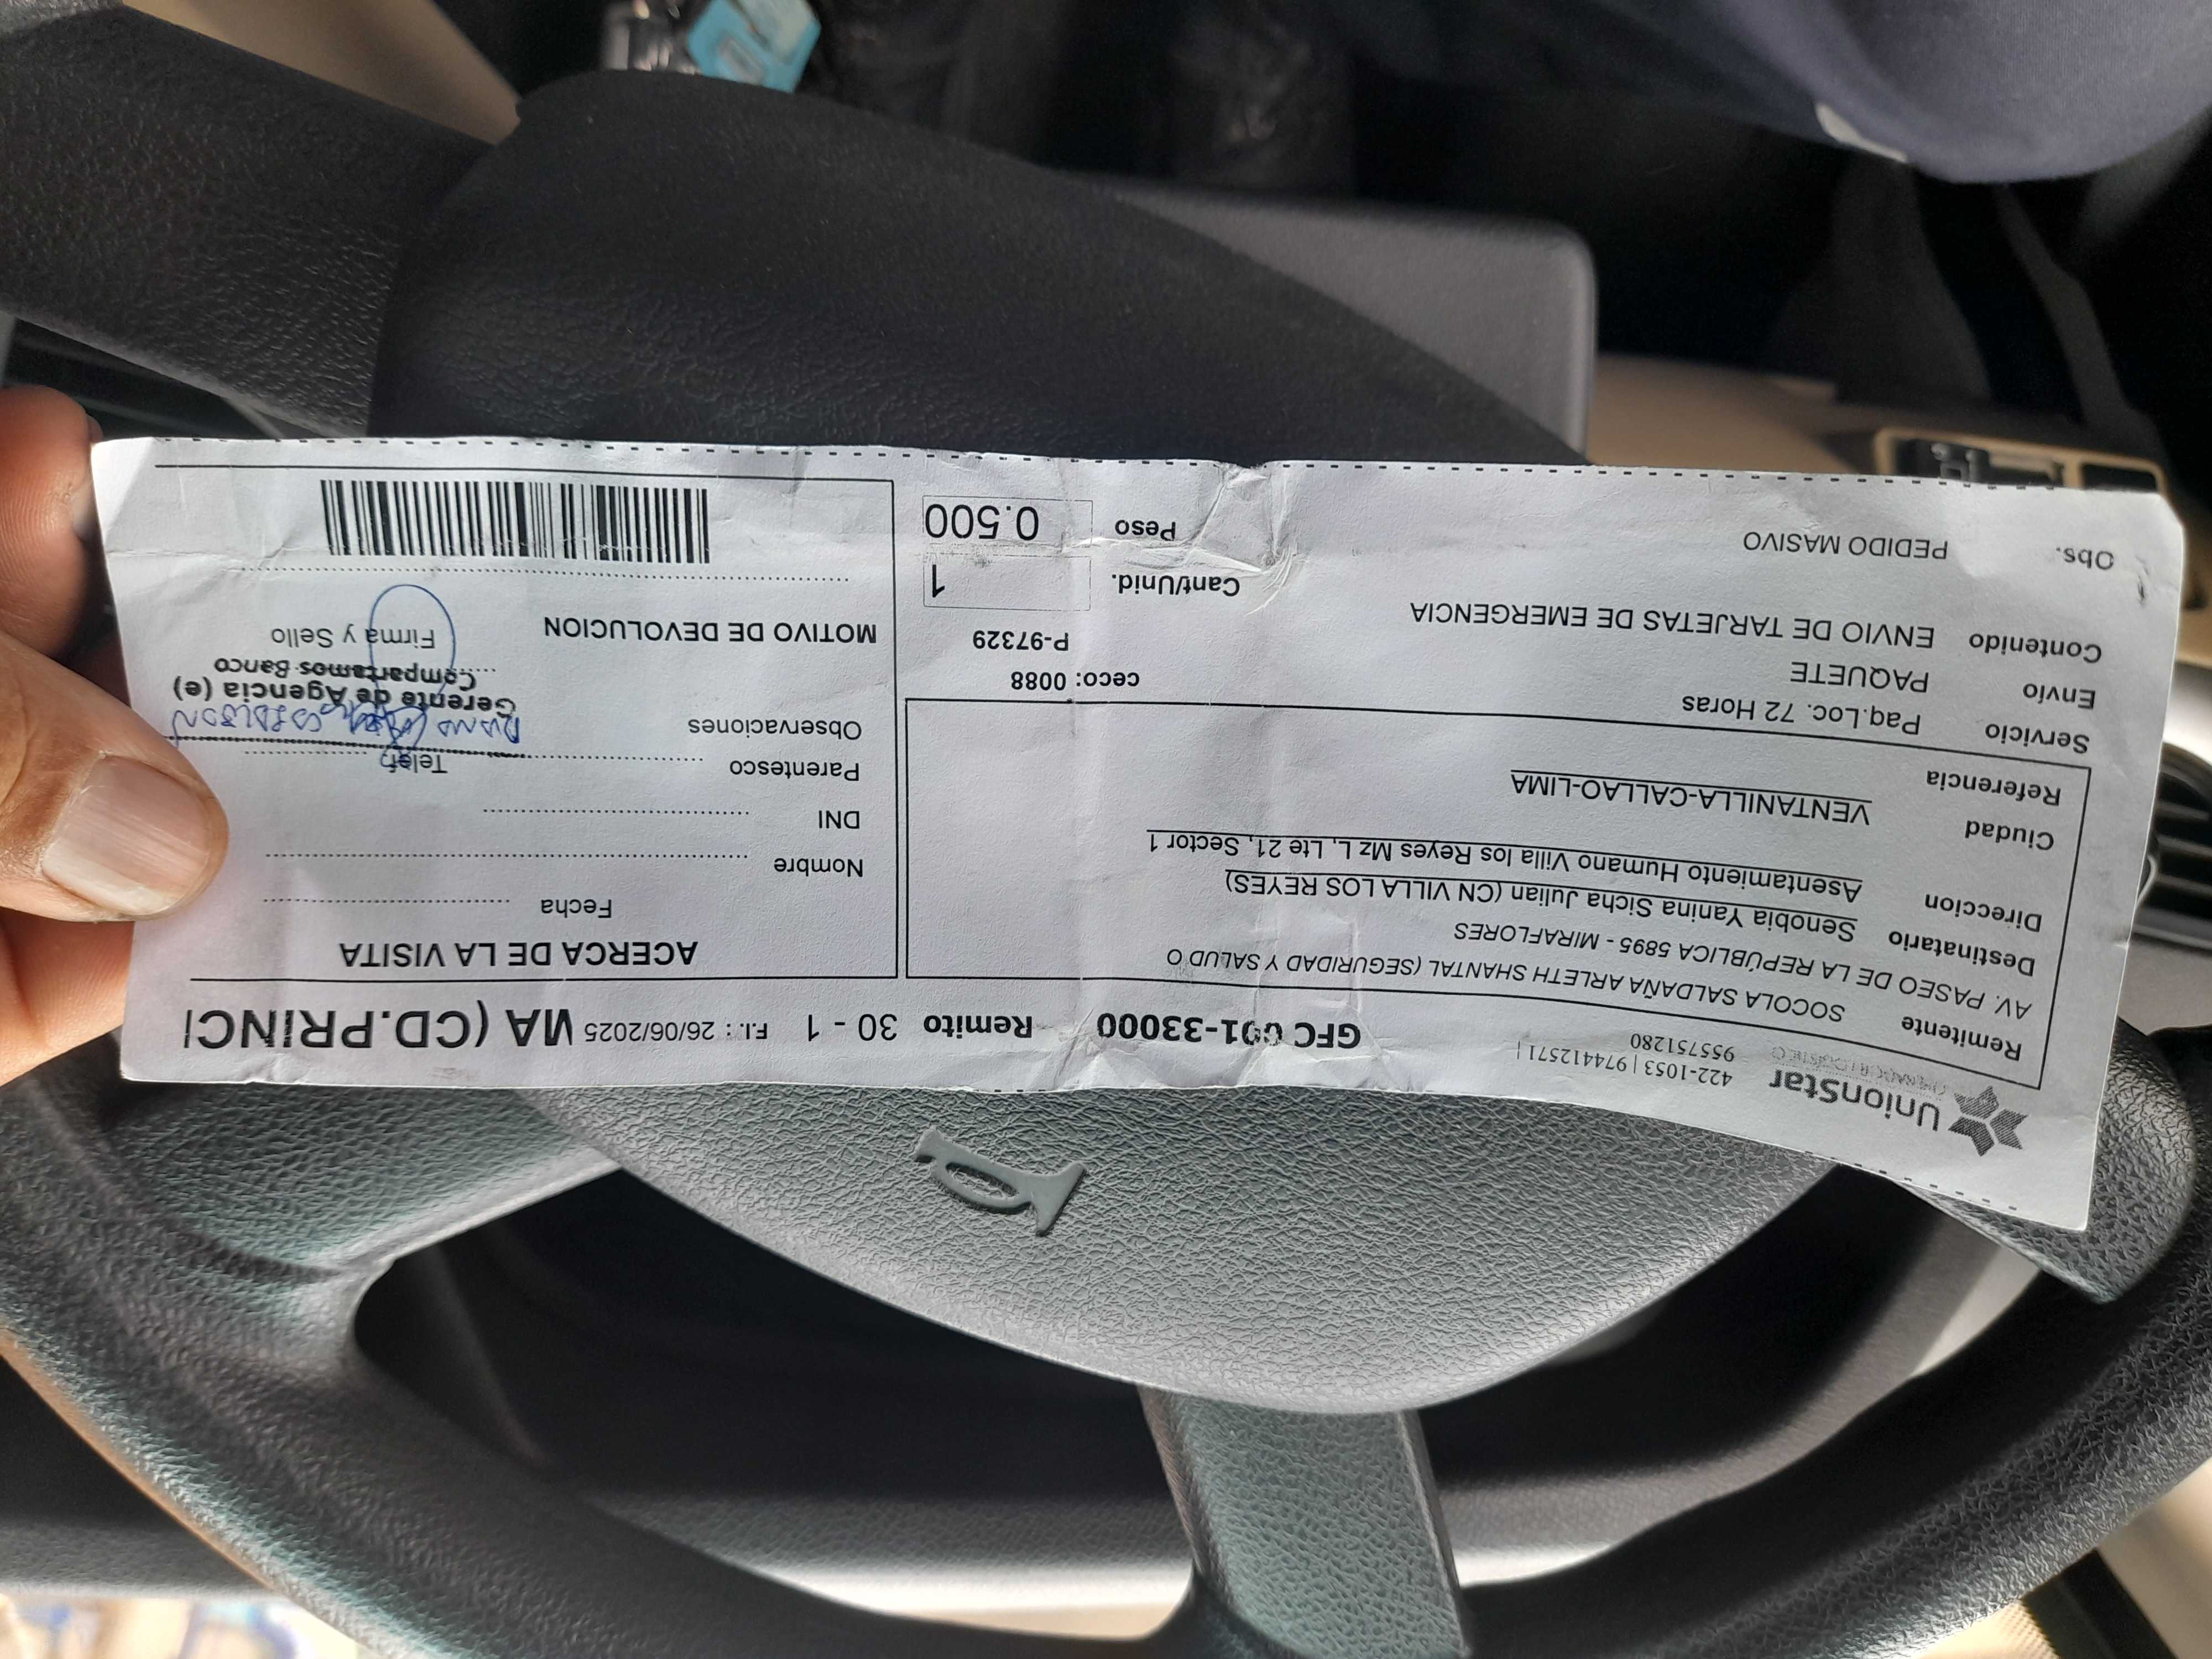 UnionStar
OPERADOR LOGISTICO
422-1053 | 974412571 |
955751280
GFC 001-33000
Remito 30 - 1
F.I. : 26/06/2025
MA (CD.PRINCI
Remitente SOCOLA SALDAÑA ARLETH SHANTAL (SEGURIDAD Y SALUD O
AV. PASEO DE LA REPÚBLICA 5895 - MIRAFLORES
Destinatario Senobia Yanina Sicha Julian (CN VILLA LOS REYES)
Direccion Asentamiento Humano Villa los Reyes Mz L, Lte 21, Sector 1
Ciudad VENTANILLA-CALLAO-LIMA
Referencia
Servicio Paq.Loc. 72 Horas
Envío PAQUETE
Contenido ENVIO DE TARJETAS DE EMERGENCIA
Obs. PEDIDO MASIVO
ceco: 0088
P-97329
Cant/Unid. 1
Peso 0.500
ACERCA DE LA VISITA
Fecha
Nombre
DNI
Parentesco Telef.
Observaciones
Gerente de Agencia (e)
Compartamos Banco
MOTIVO DE DEVOLUCION Firma y Sello